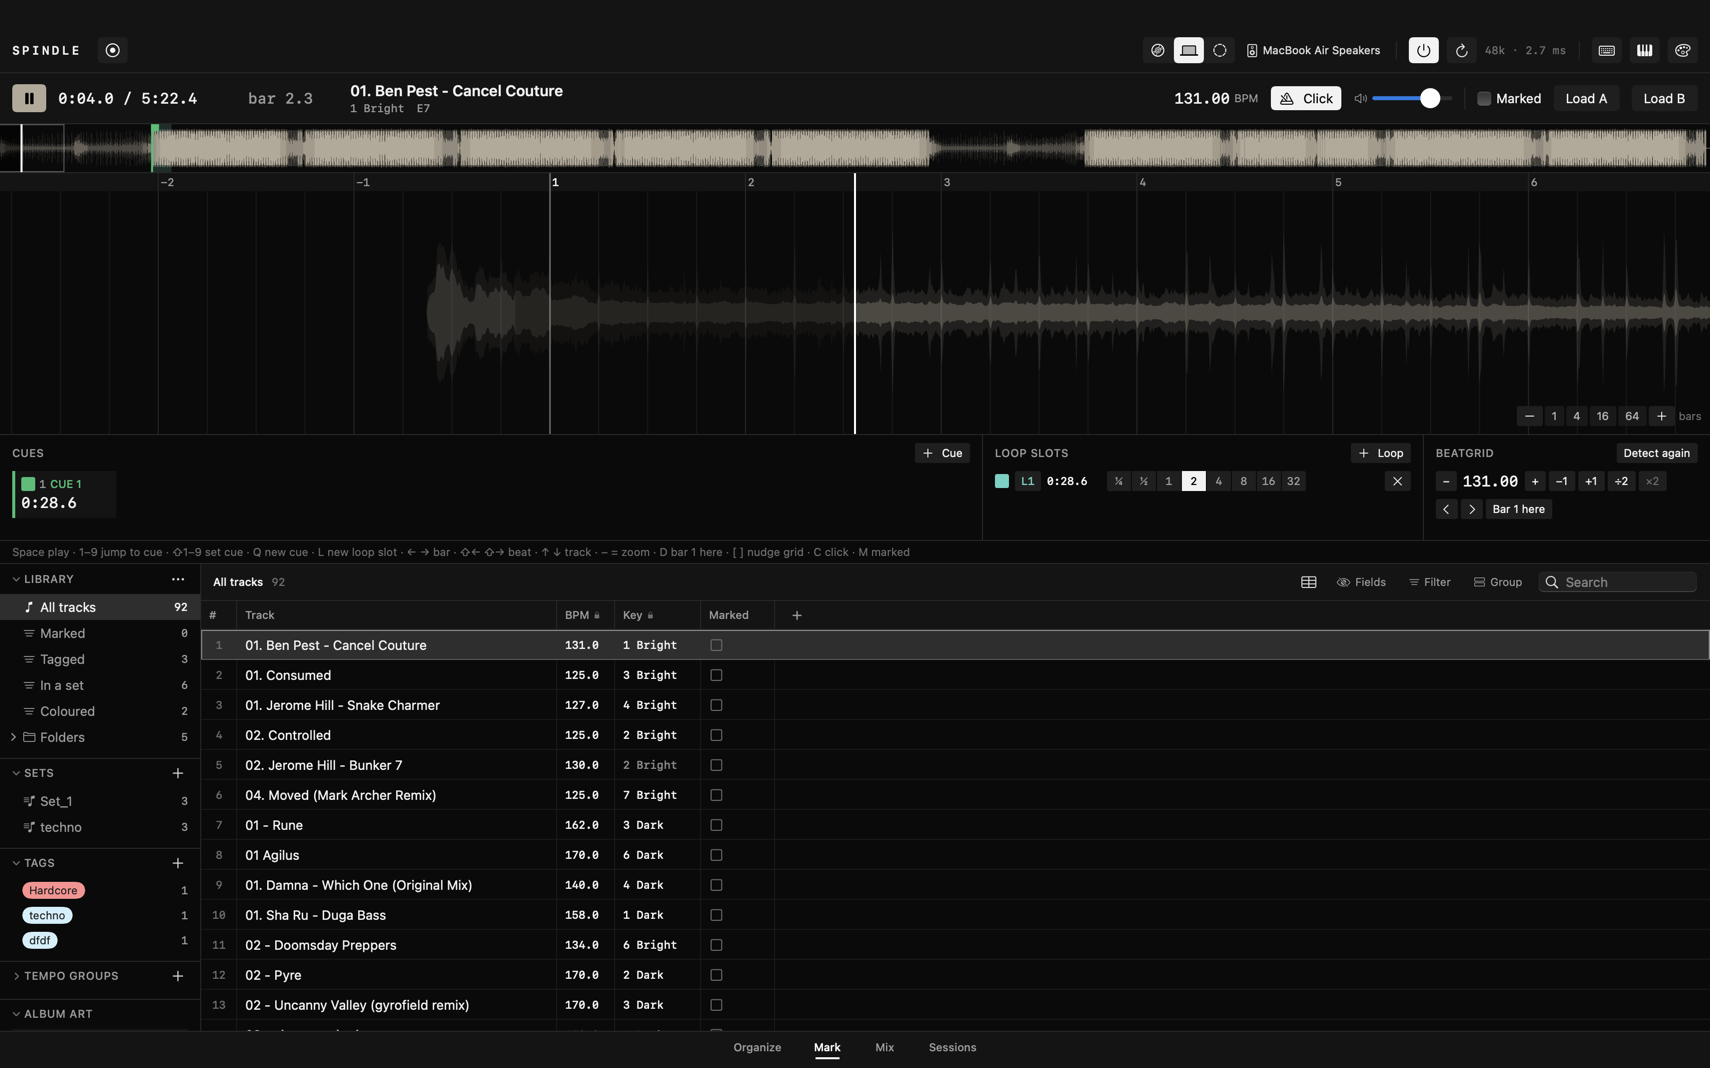 SPINDLE
MacBook Air Speakers
48k · 2.7 ms
0:04.0 / 5:22.4
bar 2.3
01. Ben Pest - Cancel Couture
1 Bright E7
131.00 BPM
Click
Marked
Load A
Load B
-2 -1 1 2 3 4 5 6
− 1 4 16 64 + bars
CUES
+ Cue
1 CUE 1
0:28.6
LOOP SLOTS
+ Loop
L1 0:28.6 ¼ ½ 1 2 4 8 16 32
BEATGRID
Detect again
− 131.00 + −1 +1 ÷2 ×2
Bar 1 here
Space play · 1–9 jump to cue · ⇧1–9 set cue · Q new cue · L new loop slot · ← → bar · ⇧← ⇧→ beat · ↑ ↓ track · − = zoom · D bar 1 here · [ ] nudge grid · C click · M marked
LIBRARY
All tracks 92
Marked 0
Tagged 3
In a set 6
Coloured 2
Folders 5
SETS +
Set_1 3
techno 3
TAGS +
Hardcore 1
techno 1
dfdf 1
TEMPO GROUPS +
ALBUM ART
All tracks 92
Fields
Filter
Group
Search
# Track BPM Key Marked +
1 01. Ben Pest - Cancel Couture 131.0 1 Bright
2 01. Consumed 125.0 3 Bright
3 01. Jerome Hill - Snake Charmer 127.0 4 Bright
4 02. Controlled 125.0 2 Bright
5 02. Jerome Hill - Bunker 7 130.0 2 Bright
6 04. Moved (Mark Archer Remix) 125.0 7 Bright
7 01 - Rune 162.0 3 Dark
8 01 Agilus 170.0 6 Dark
9 01. Damna - Which One (Original Mix) 140.0 4 Dark
10 01. Sha Ru - Duga Bass 158.0 1 Dark
11 02 - Doomsday Preppers 134.0 6 Bright
12 02 - Pyre 170.0 2 Dark
13 02 - Uncanny Valley (gyrofield remix) 170.0 3 Dark
Organize
Mark
Mix
Sessions